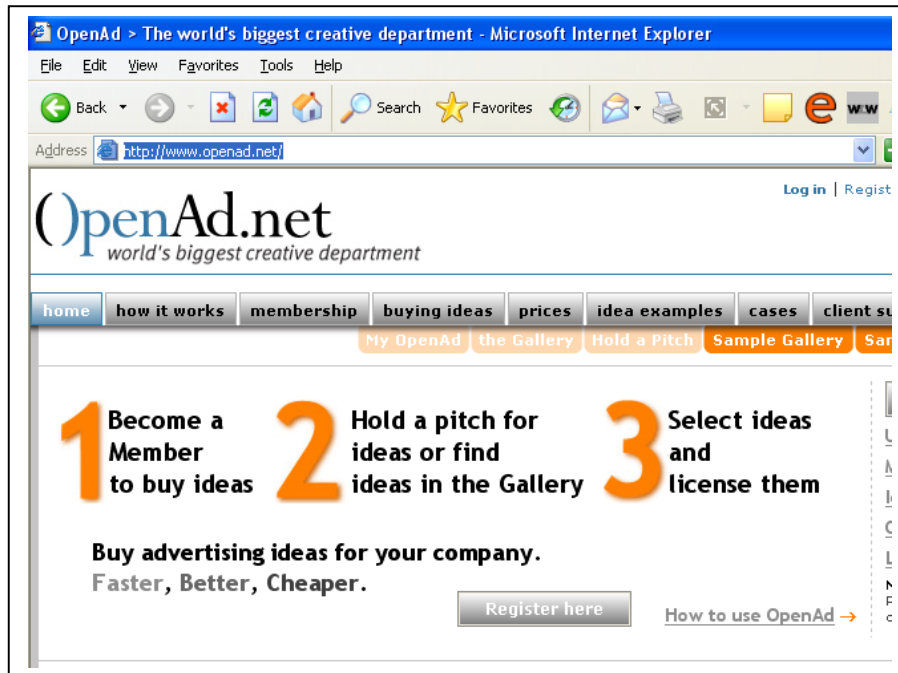 OpenAd > The world's biggest creative department - Microsoft Internet Explorer
File Edit View Favorites Tools Help
Back Search Favorites
Address http://www.openad.net/
Log in | Regist
OpenAd.net
world's biggest creative department
home how it works membership buying ideas prices idea examples cases client su
My OpenAd the Gallery Hold a Pitch Sample Gallery Sar
1 Become a
Member
to buy ideas
2 Hold a pitch for
ideas or find
ideas in the Gallery
3 Select ideas
and
license them
Buy advertising ideas for your company.
Faster, Better, Cheaper.
Register here
How to use OpenAd →